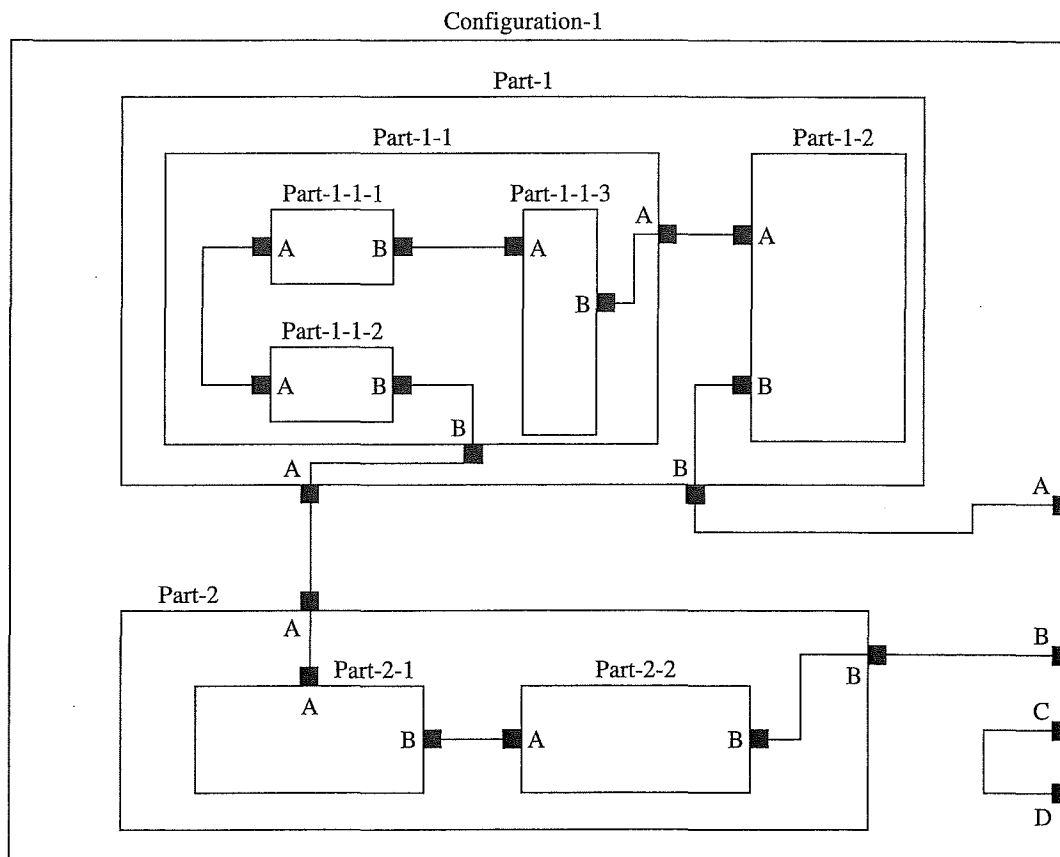 Configuration-1
Part-1
Part-1-1
Part-1-2
Part-1-1-1
Part-1-1-3
A
A
B
A
A
B
Part-1-1-2
A
B
B
B
A
B
A
Part-2
A
B
Part-2-1
Part-2-2
B
A
C
B
A
B
D